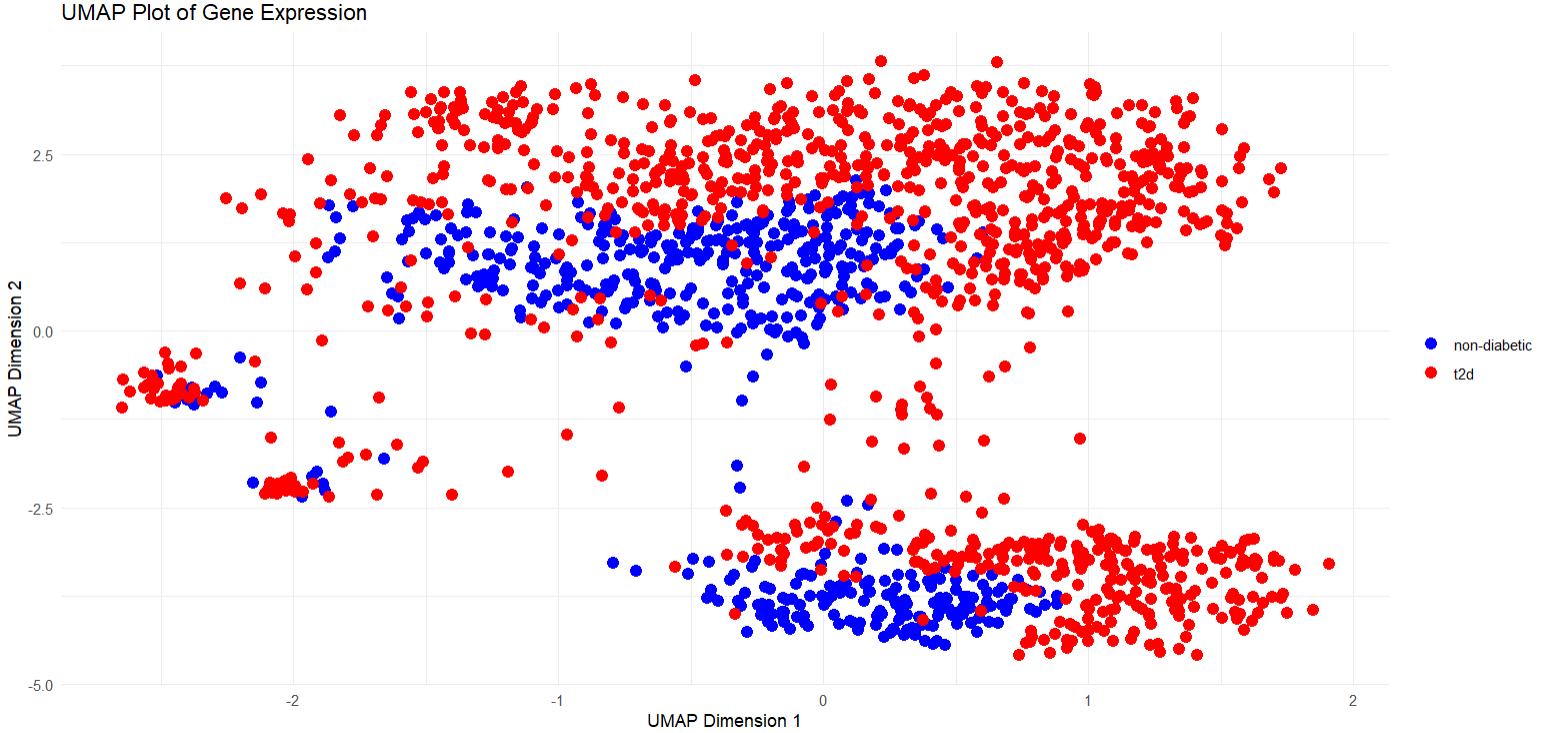 UMAP Plot of Gene Expression
UMAP Dimension 2
2.5
0.0
-2.5
-5.0
-2
-1
0
1
2
UMAP Dimension 1
non-diabetic
t2d